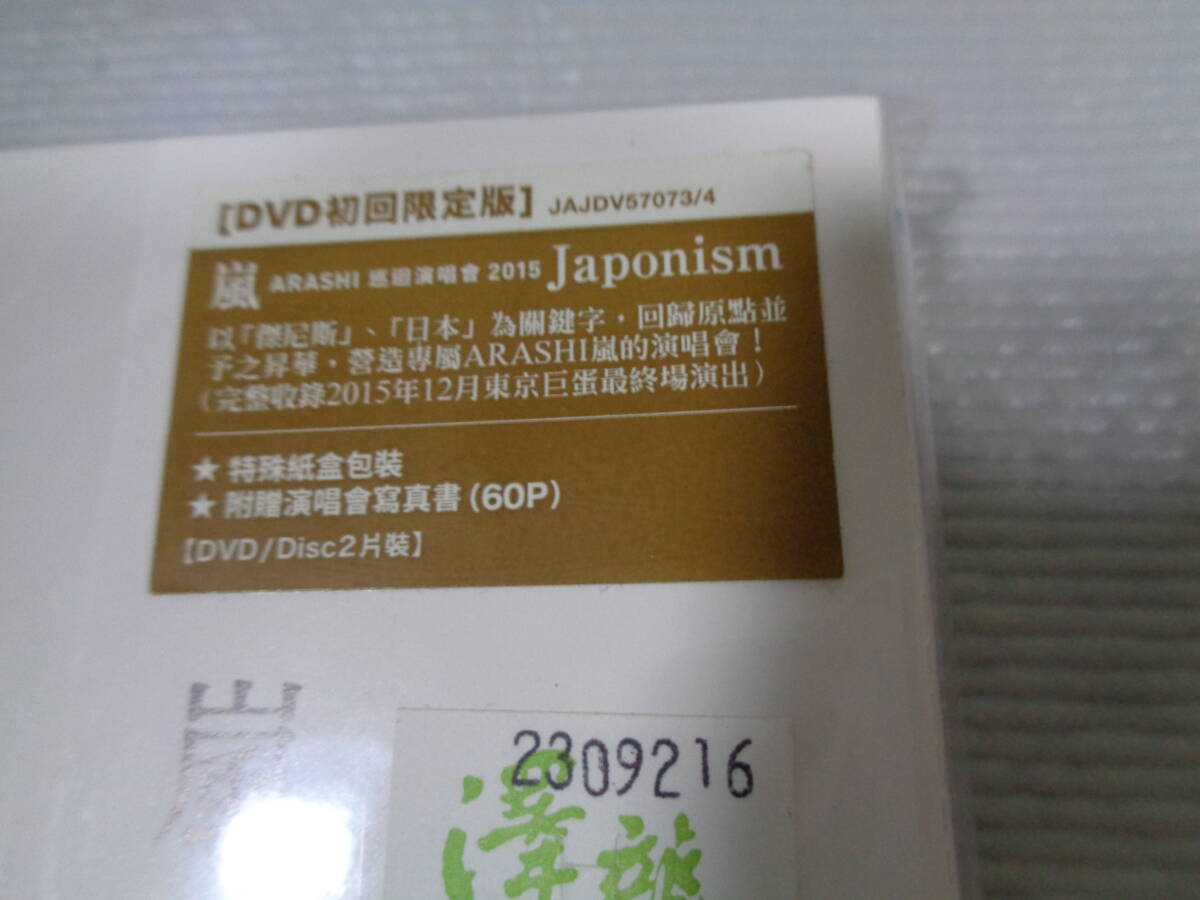 [DVD初回限定版] JAJDV57073/4
嵐 ARASHI 巡迴演唱會 2015 Japonism
以「傑尼斯」、「日本」為關鍵字，回歸原點並
予之昇華，營造專屬ARASHI嵐的演唱會！
（完整收錄2015年12月東京巨蛋最終場演出）
★ 特殊紙盒包裝
★ 附贈演唱會寫真書（60P）
【DVD/Disc2片裝】
2309216